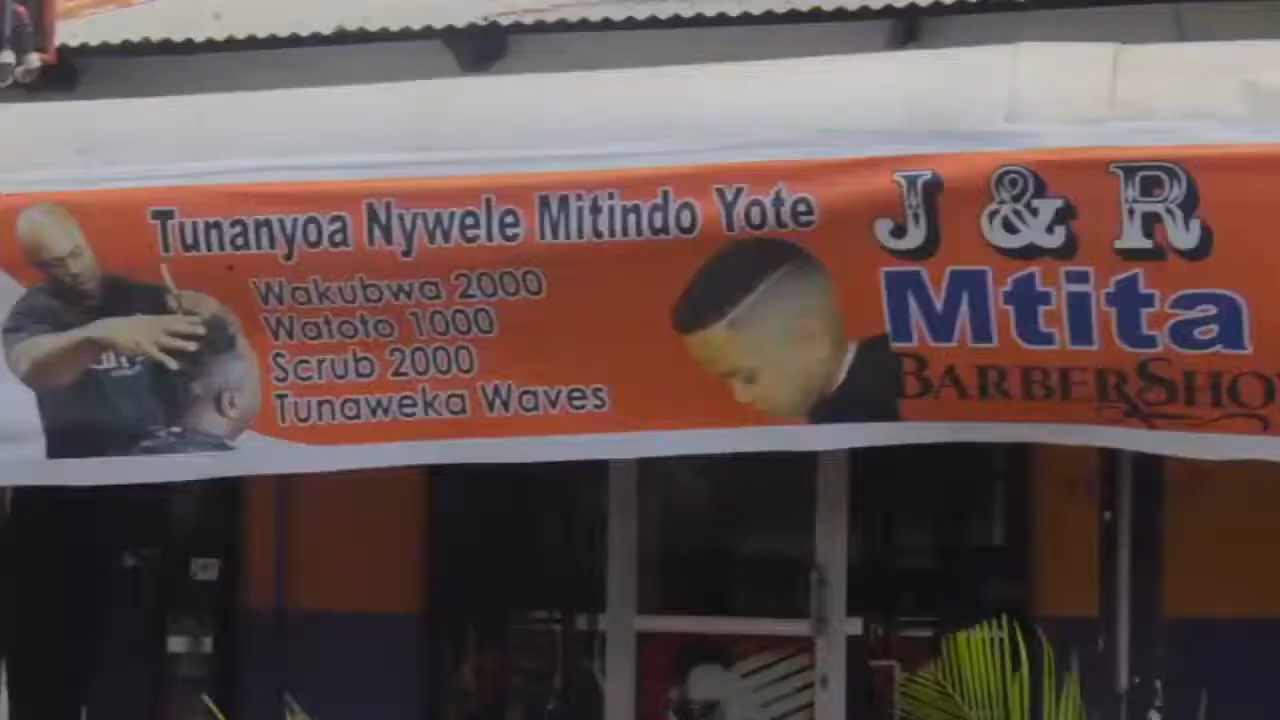 Tunanyoa Nywele Mitindo Yote
Wakubwa 2000
Watoto 1000
Scrub 2000
Tunaweka Waves
J & R
Mtita
BARBERSHO